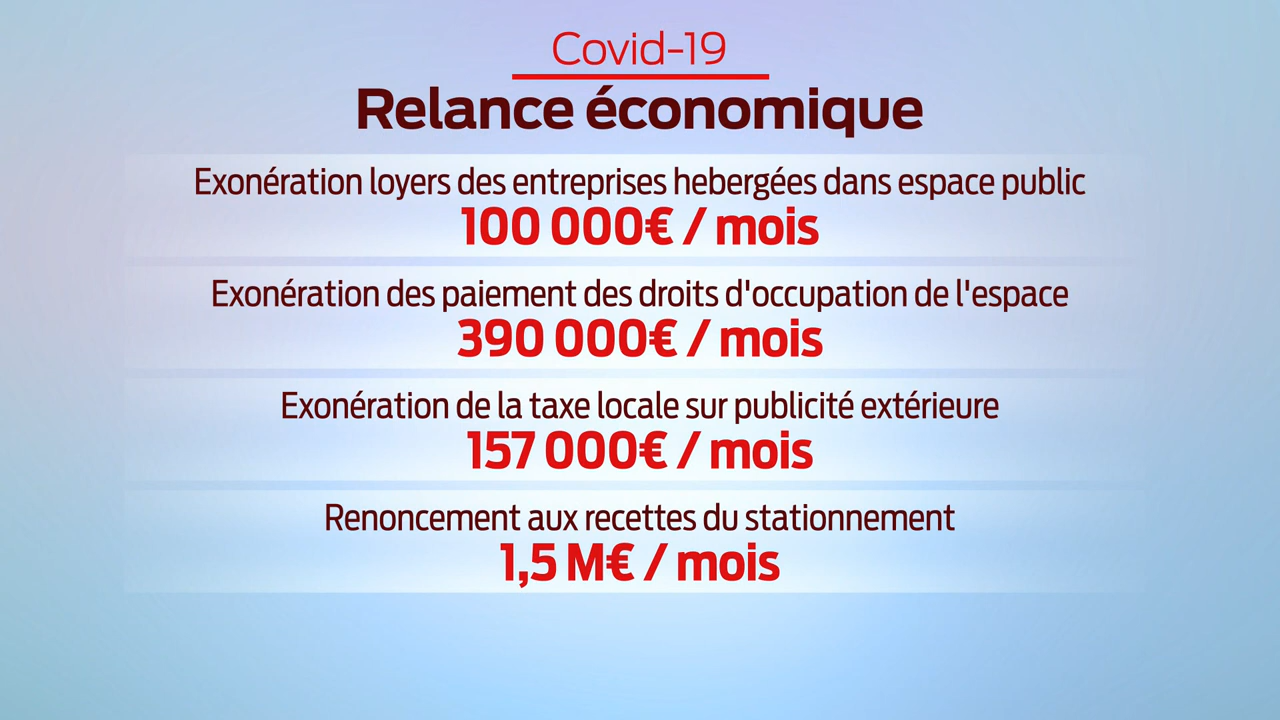 Covid-19
Relance économique
Exonération loyers des entreprises hebergées dans espace public
100 000€ / mois
Exonération des paiement des droits d'occupation de l'espace
390 000€ / mois
Exonération de la taxe locale sur publicité extérieure
157 000€ / mois
Renoncement aux recettes du stationnement
1,5 M€ / mois